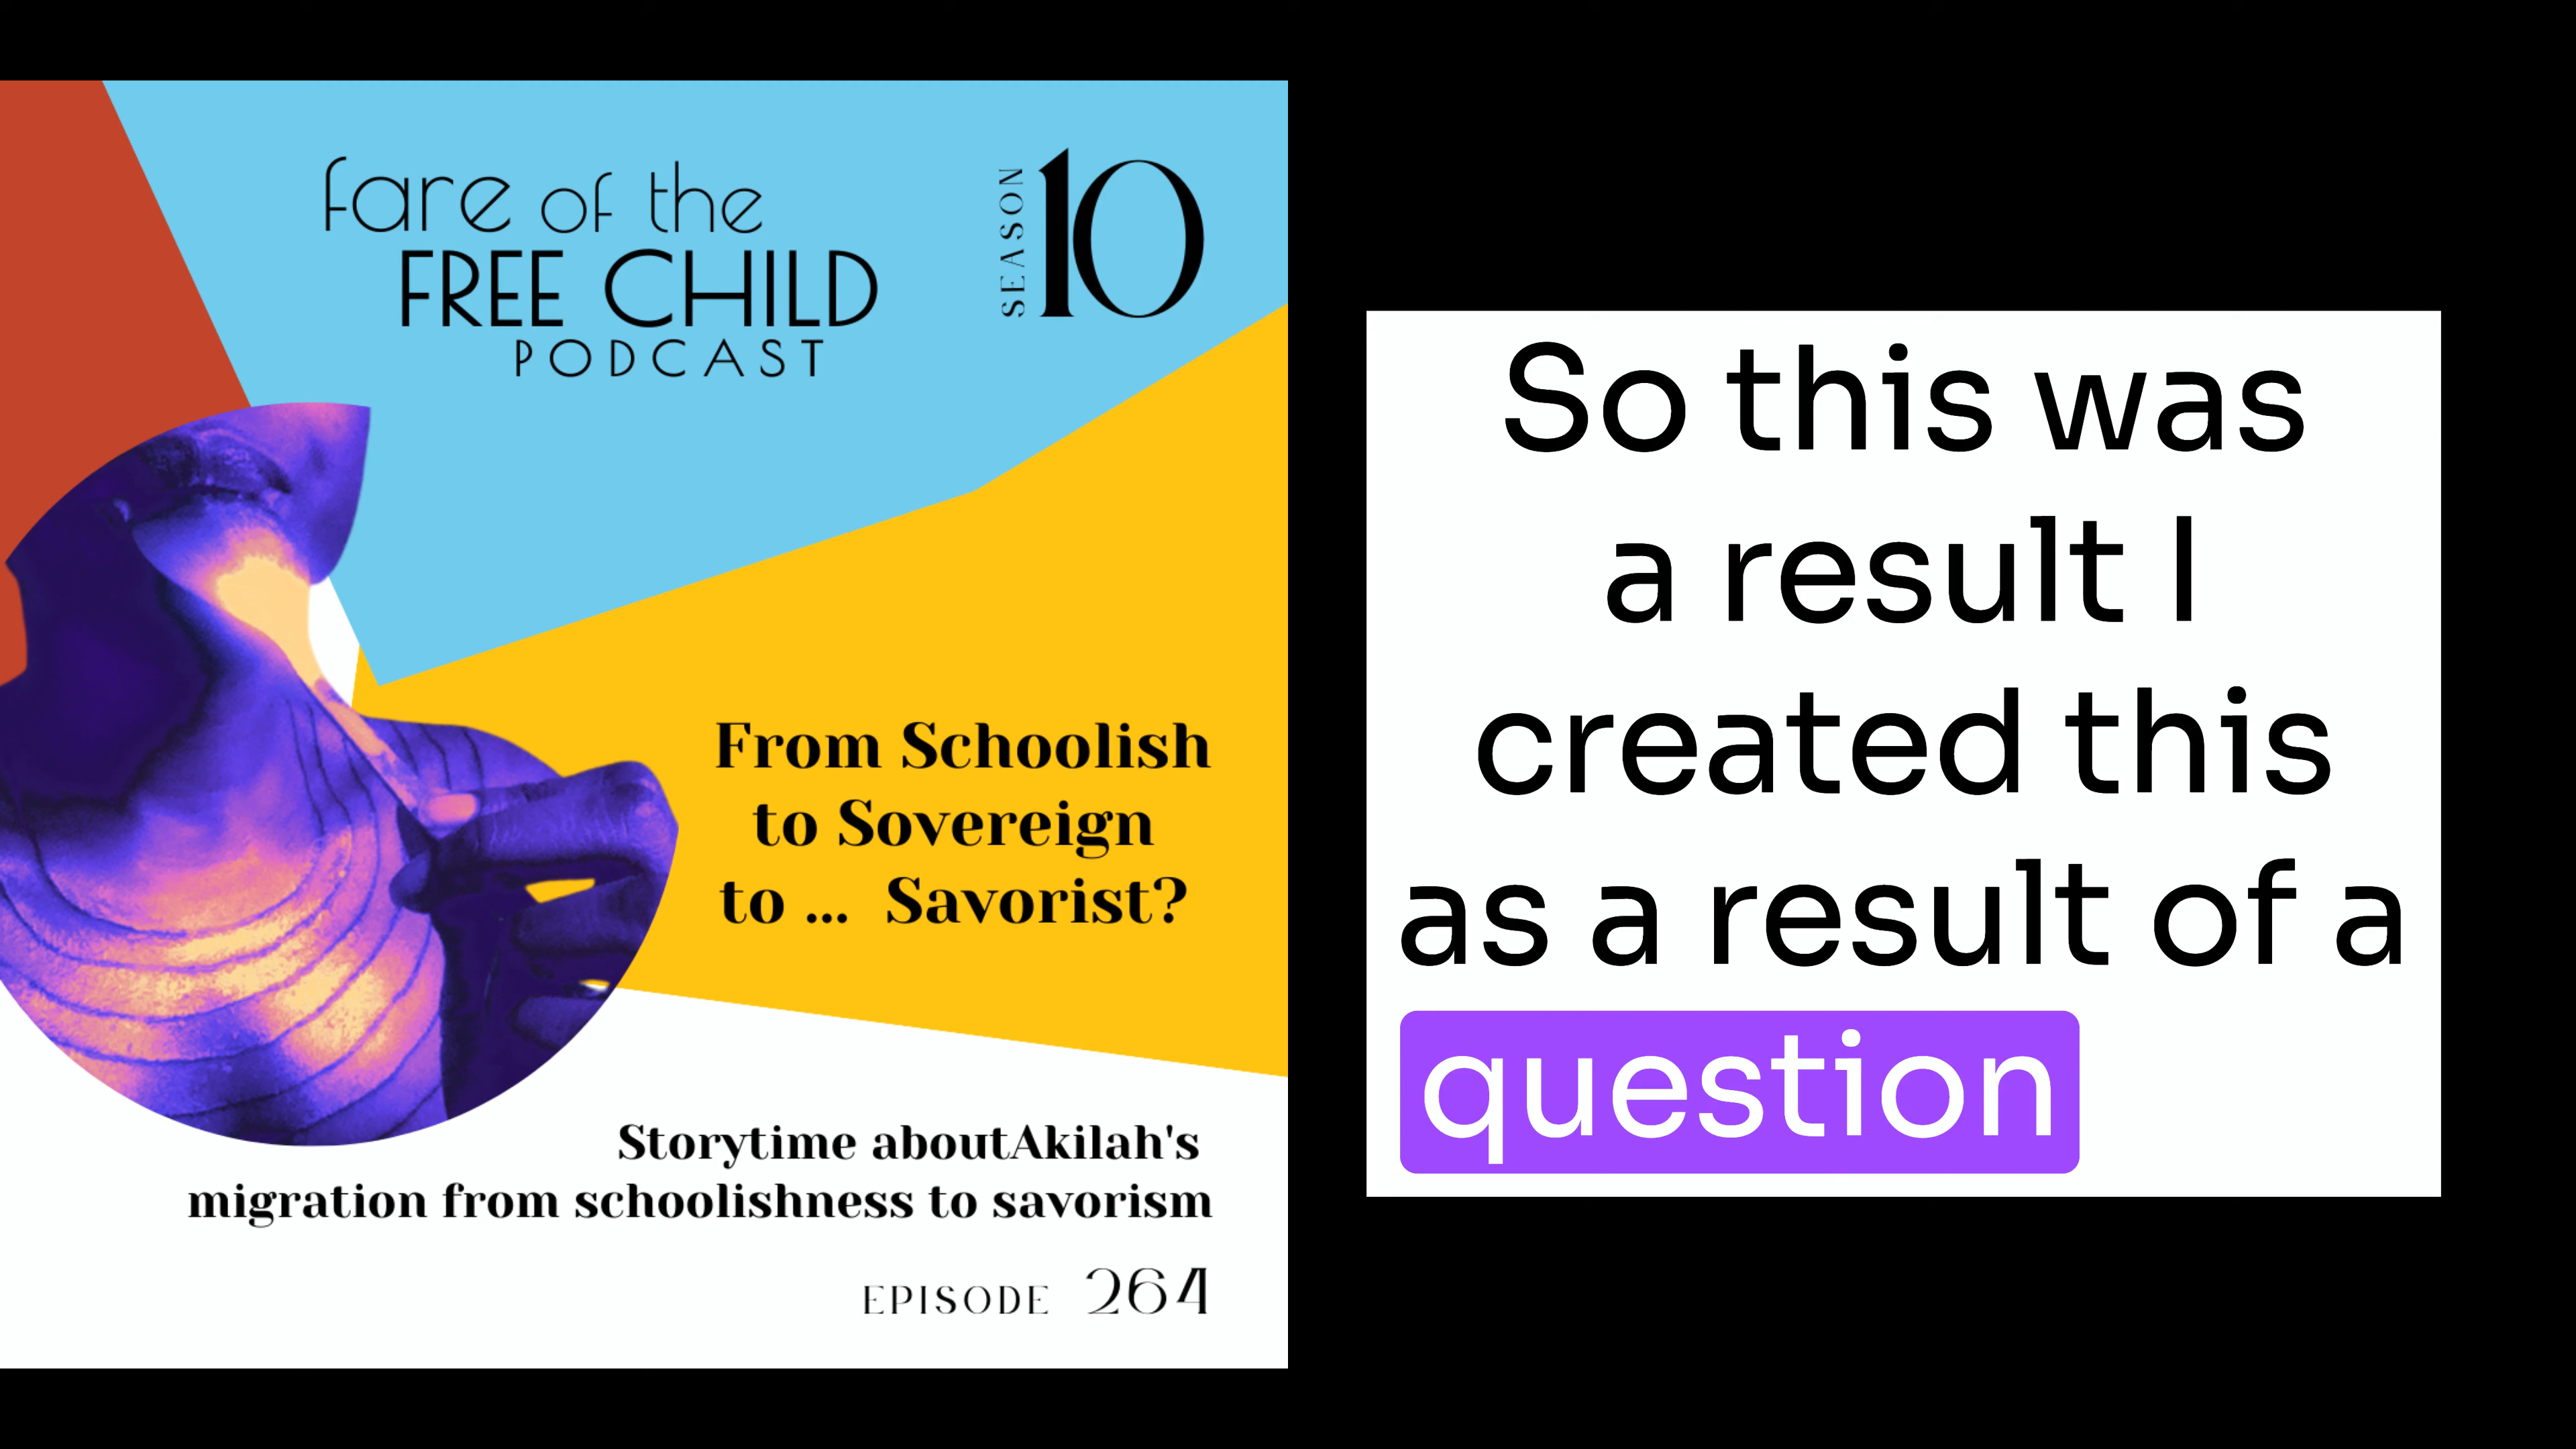 fare of the
FREE CHILD
PODCAST
SEASON 10
From Schoolish
to Sovereign
to ... Savorist?
Storytime aboutAkilah's
migration from schoolishness to savorism
EPISODE 264
So this was
a result I
created this
as a result of a
question